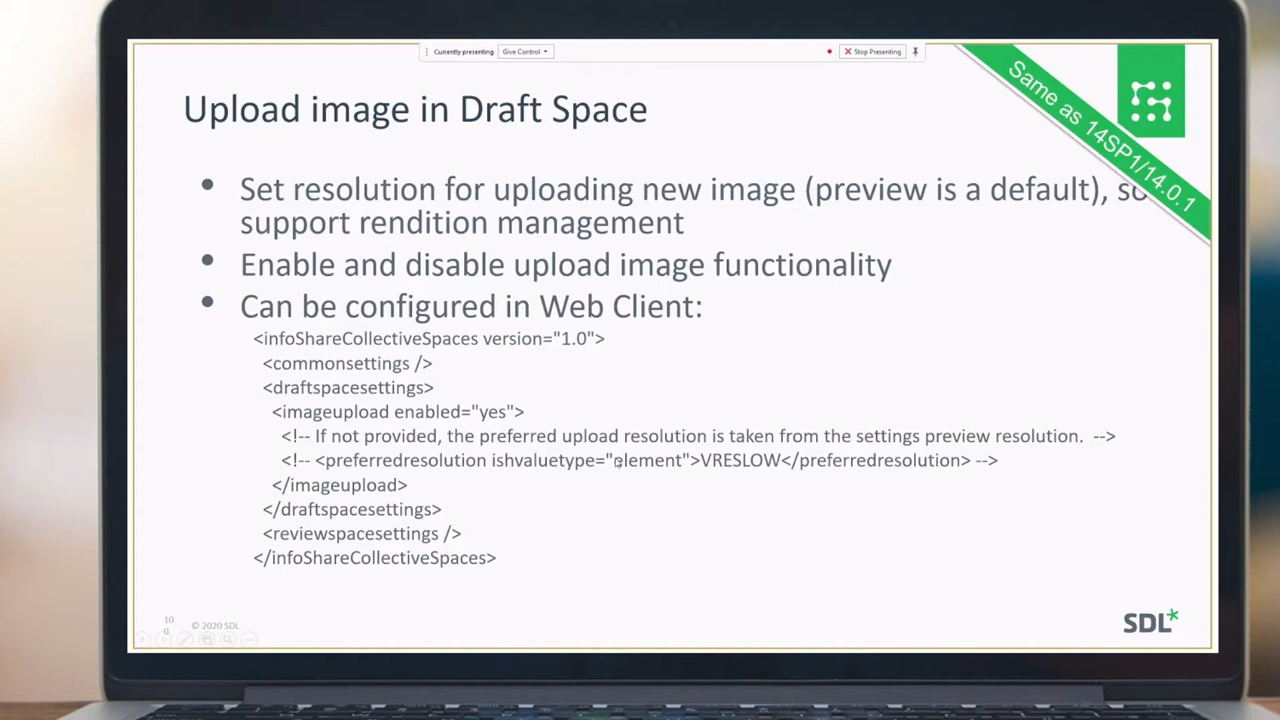 Currently presenting Give Control Stop Presenting
Upload image in Draft Space
Same as 14SP1/14.0.1
• Set resolution for uploading new image (preview is a default), so
support rendition management
• Enable and disable upload image functionality
• Can be configured in Web Client:
<infoShareCollectiveSpaces version="1.0">
<commonsettings />
<draftspacesettings>
<imageupload enabled="yes">
<!-- If not provided, the preferred upload resolution is taken from the settings preview resolution. -->
<!-- <preferredresolution ishvaluetype="element">VRESLOW</preferredresolution> -->
</imageupload>
</draftspacesettings>
<reviewspacesettings />
</infoShareCollectiveSpaces>
10
0
© 2020 SDL
SDL*